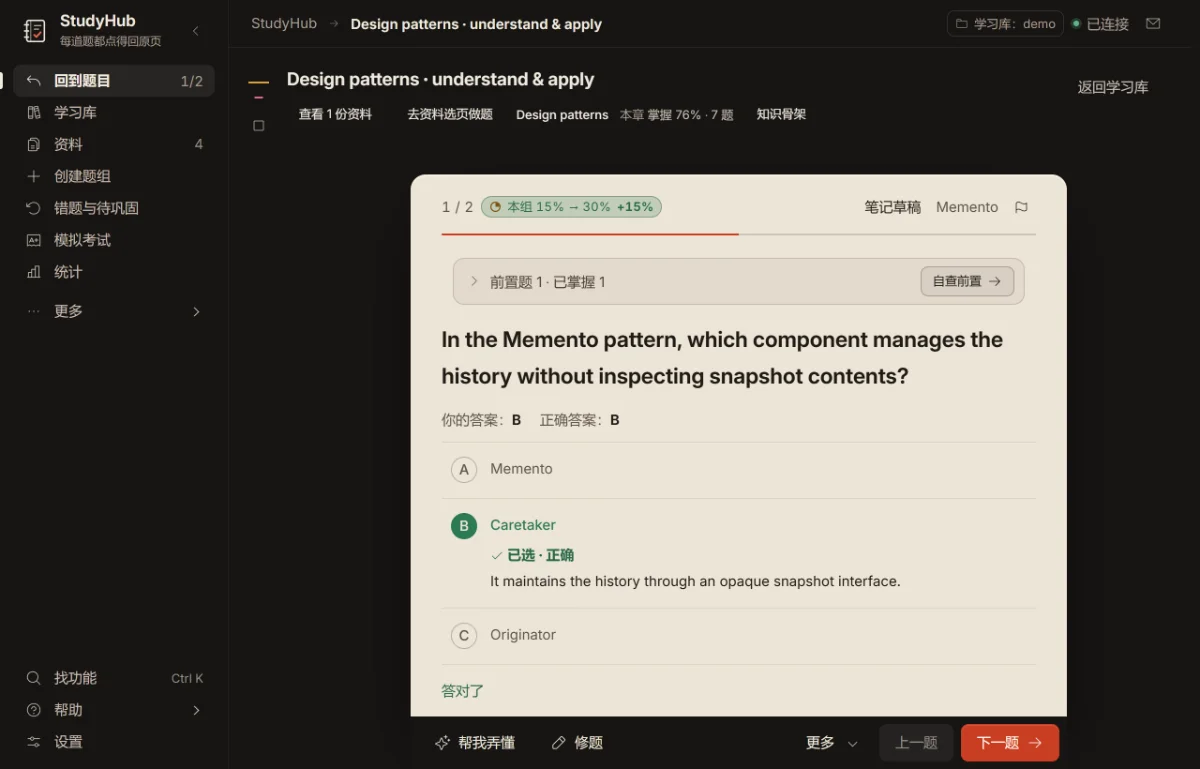 StudyHub
每道题都点得回原页
回到题目 1/2
学习库
资料 4
创建题组
错题与待巩固
模拟考试
统计
更多
找功能 Ctrl K
帮助
设置
StudyHub → Design patterns · understand & apply
学习库: demo 已连接
Design patterns · understand & apply
返回学习库
查看 1 份资料 去资料选页做题 Design patterns 本章 掌握 76% · 7 题 知识骨架
1 / 2 本组 15% → 30% +15% 笔记草稿 Memento
前置题 1 · 已掌握 1 自查前置 →
In the Memento pattern, which component manages the
history without inspecting snapshot contents?
你的答案: B 正确答案: B
A Memento
B Caretaker
✓ 已选 · 正确
It maintains the history through an opaque snapshot interface.
C Originator
答对了
帮我弄懂 修题 更多 上一题 下一题 →